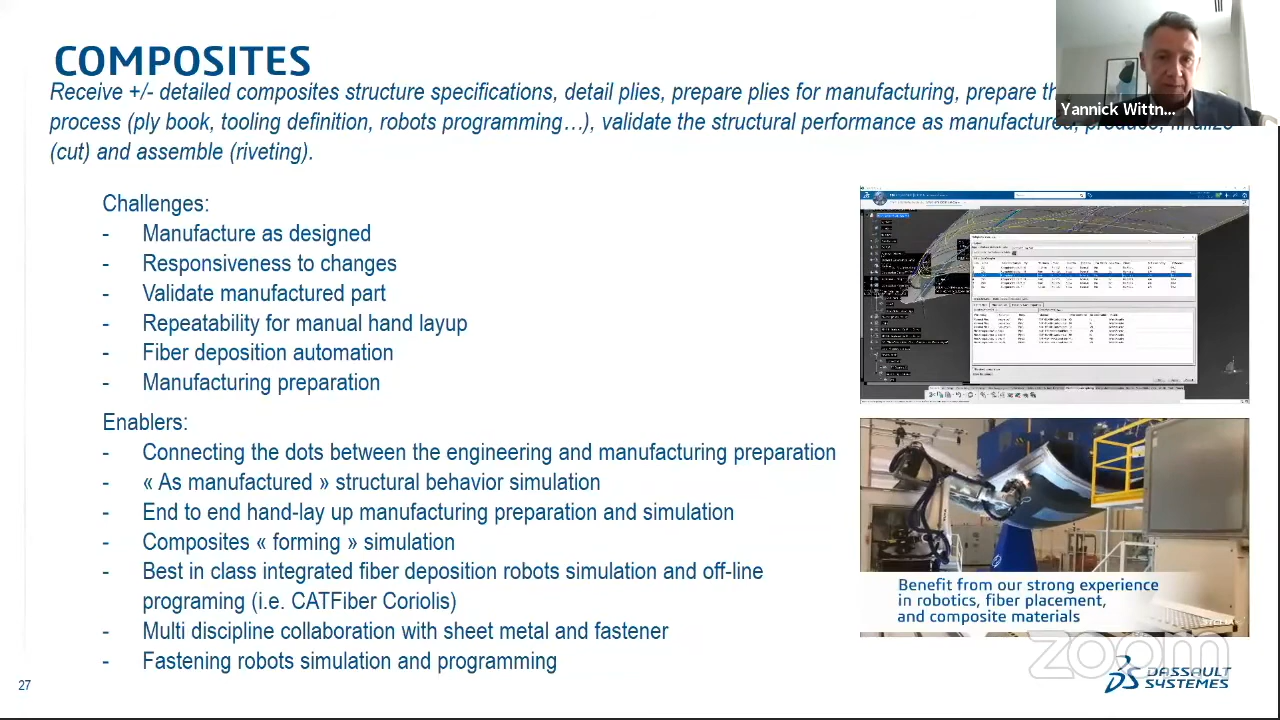 COMPOSITES
Receive +/- detailed composites structure specifications, detail plies, prepare plies for manufacturing, prepare
process (ply book, tooling definition, robots programming…), validate the structural performance as manufactured, produce, finalize
(cut) and assemble (riveting).
Yannick Wittn...
Challenges:
- Manufacture as designed
- Responsiveness to changes
- Validate manufactured part
- Repeatability for manual hand layup
- Fiber deposition automation
- Manufacturing preparation
Enablers:
- Connecting the dots between the engineering and manufacturing preparation
- « As manufactured » structural behavior simulation
- End to end hand-lay up manufacturing preparation and simulation
- Composites « forming » simulation
- Best in class integrated fiber deposition robots simulation and off-line
programing (i.e. CATFiber Coriolis)
- Multi discipline collaboration with sheet metal and fastener
- Fastening robots simulation and programming
Benefit from our strong experience
in robotics, fiber placement,
and composite materials
zoom
DASSAULT
SYSTEMES
27